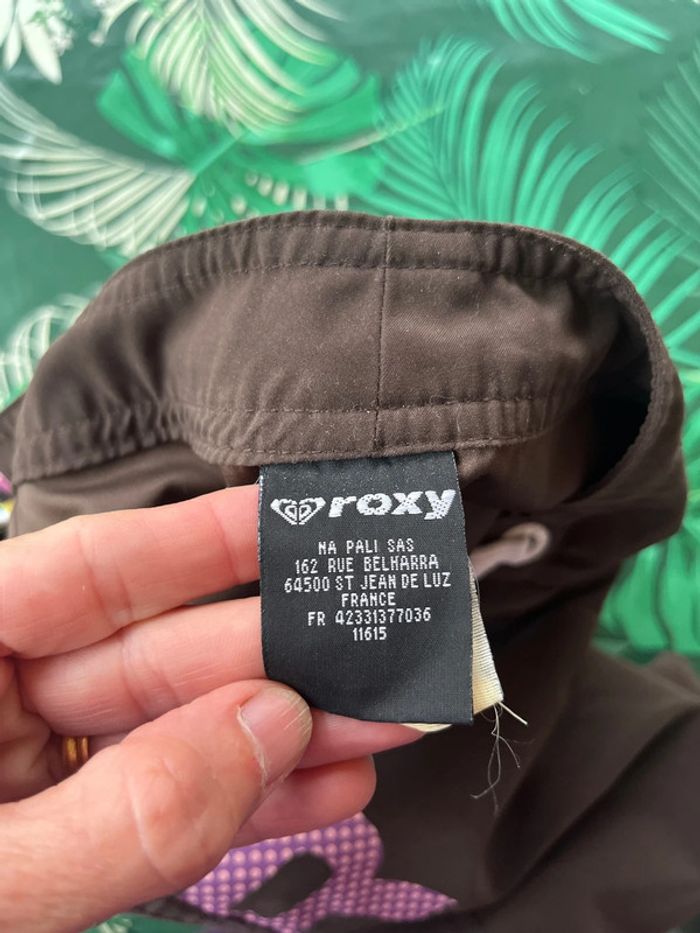 roxy
NA PALI SAS
162 RUE BELHARRA
64500 ST JEAN DE LUZ
FRANCE
FR 42331377036
11615